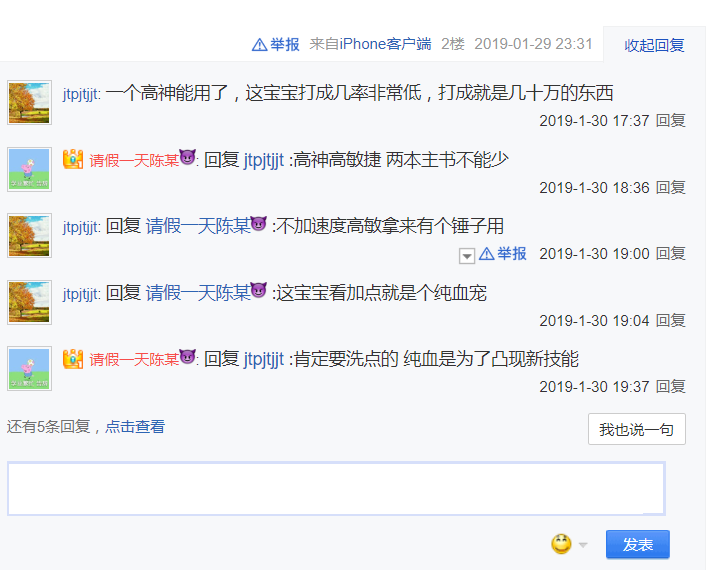 举报 来自iPhone客户端 2楼 2019-01-29 23:31 收起回复
jtpjtjjt: 一个高神能用了，这宝宝打成几率非常低，打成就是几十万的东西
2019-1-30 17:37 回复
请假一天陈某😈: 回复 jtpjtjjt :高神高敏捷 两本主书不能少
2019-1-30 18:36 回复
jtpjtjjt: 回复 请假一天陈某😈 :不加速度高敏拿来有个锤子用
举报 2019-1-30 19:00 回复
jtpjtjjt: 回复 请假一天陈某😈 :这宝宝看加点就是个纯血宠
2019-1-30 19:04 回复
请假一天陈某😈: 回复 jtpjtjjt :肯定要洗点的 纯血是为了凸现新技能
2019-1-30 19:37 回复
还有5条回复，点击查看 我也说一句
发表